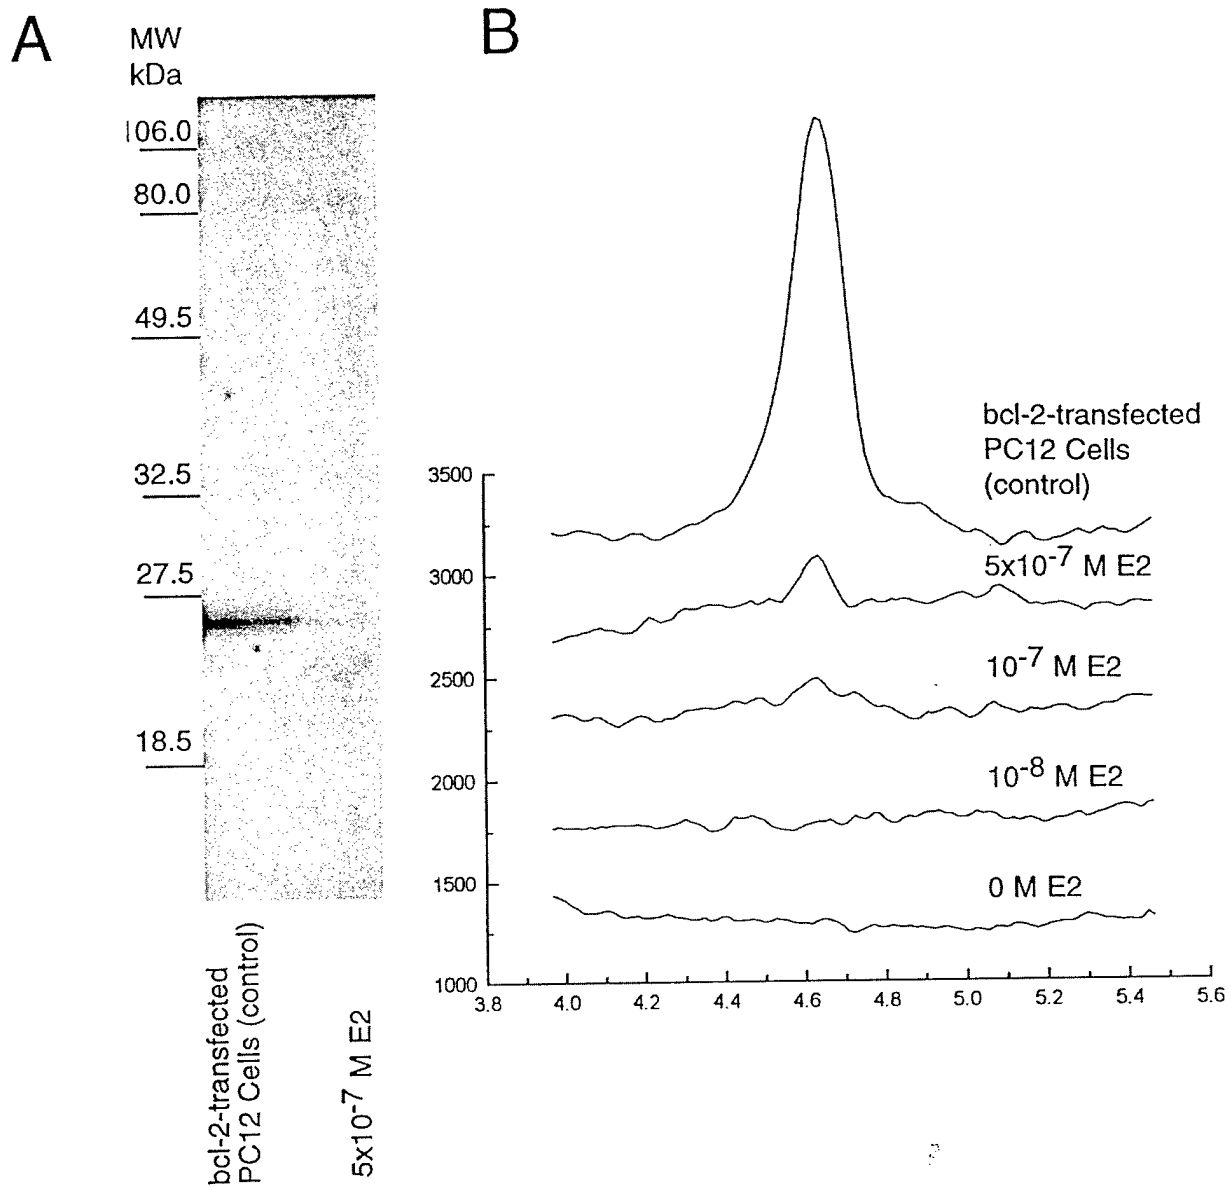 A
MW
kDa
106.0
80.0
49.5
32.5
27.5
18.5
bcl-2-transfected
PC12 Cells (control)
5x10⁻⁷ M E2
B
bcl-2-transfected
PC12 Cells
(control)
5x10⁻⁷ M E2
10⁻⁷ M E2
10⁻⁸ M E2
0 M E2
3500
3000
2500
2000
1500
1000
3.8 4.0 4.2 4.4 4.6 4.8 5.0 5.2 5.4 5.6